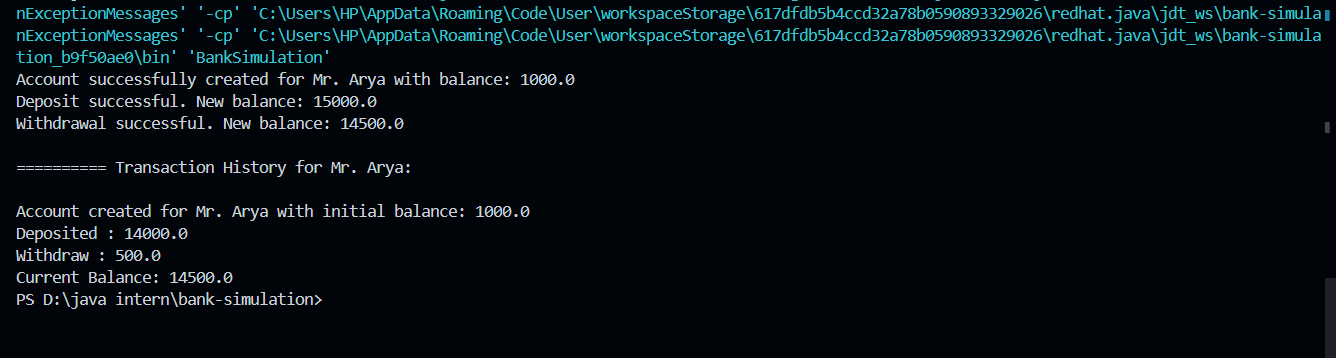 nExceptionMessages' '-cp' 'C:\Users\HP\AppData\Roaming\Code\User\workspaceStorage\617dfdb5b4ccd32a78b0590893329026\redhat.java\jdt_ws\bank-simula
nExceptionMessages' '-cp' 'C:\Users\HP\AppData\Roaming\Code\User\workspaceStorage\617dfdb5b4ccd32a78b0590893329026\redhat.java\jdt_ws\bank-simula
tion_b9f50ae0\bin' 'BankSimulation'
Account successfully created for Mr. Arya with balance: 1000.0
Deposit successful. New balance: 15000.0
Withdrawal successful. New balance: 14500.0
========== Transaction History for Mr. Arya:
Account created for Mr. Arya with initial balance: 1000.0
Deposited : 14000.0
Withdraw : 500.0
Current Balance: 14500.0
PS D:\java intern\bank-simulation>